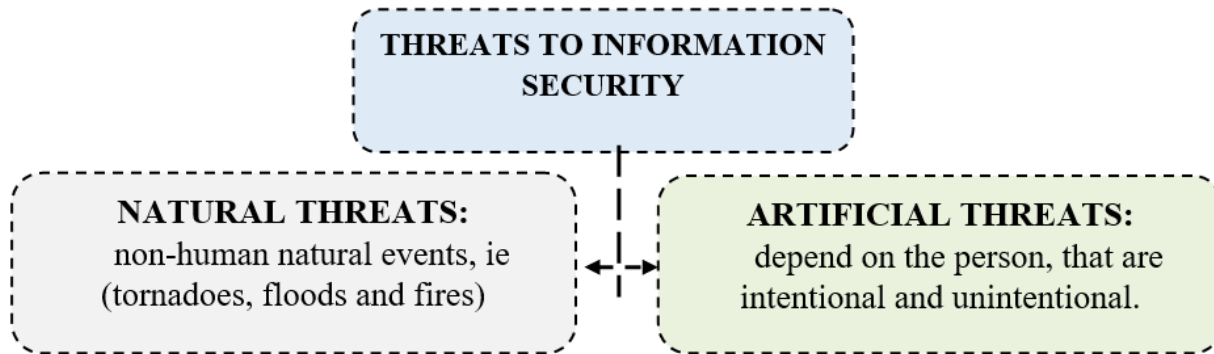 THREATS TO INFORMATION
SECURITY
NATURAL THREATS:
non-human natural events, ie
(tornadoes, floods and fires)
ARTIFICIAL THREATS:
depend on the person, that are
intentional and unintentional.